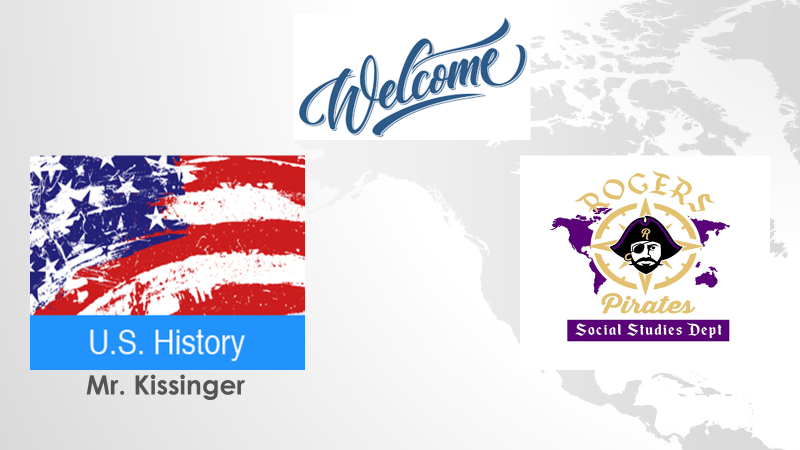 Welcome
U.S. History
Mr. Kissinger
ROGERS
R
Pirates
Social Studies Dept